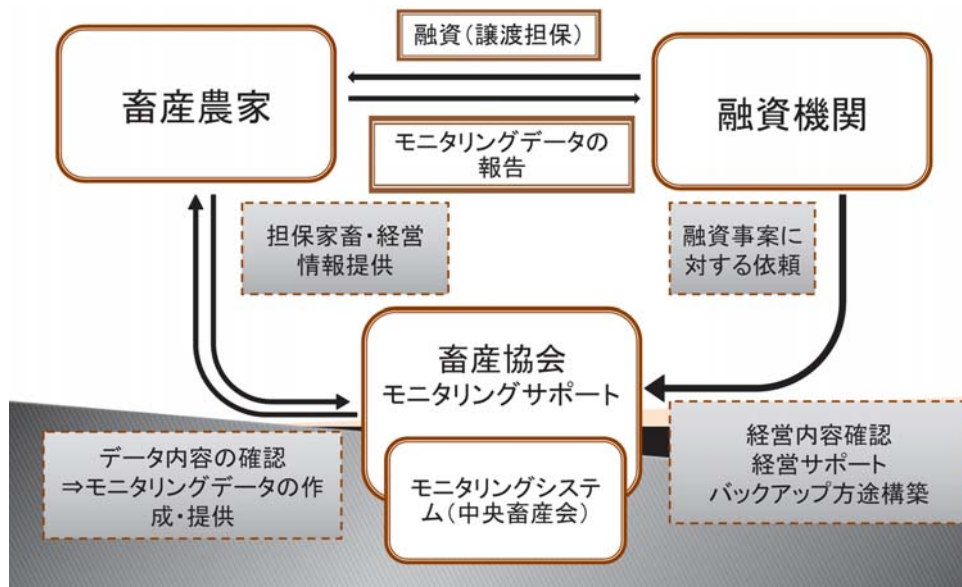 融資(譲渡担保)
畜産農家
融資機関
モニタリングデータの
報告
担保家畜・経営
情報提供
融資事案に
対する依頼
畜産協会
モニタリングサポート
データ内容の確認
⇒モニタリングデータの作
成・提供
モニタリングシステ
ム(中央畜産会)
経営内容確認
経営サポート
バックアップ方途構築